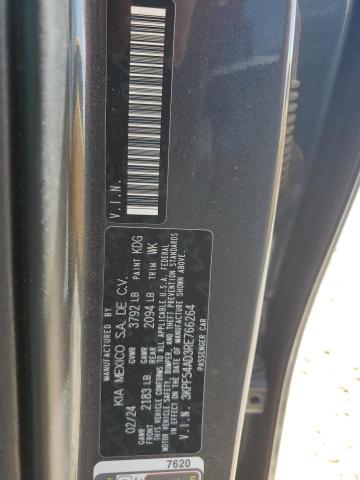 V.I.N.
MANUFACTURED BY
KIA MEXICO S.A. DE C.V.
02/24 GVWR 3792 LB PAINT KDG
GAWR FRONT 2183 LB GAWR REAR 2094 LB TRIM WK
THIS VEHICLE CONFORMS TO ALL APPLICABLE U.S.A. FEDERAL
MOTOR VEHICLE SAFETY, BUMPER, AND THEFT PREVENTION STANDARDS
IN EFFECT ON THE DATE OF MANUFACTURE SHOWN ABOVE.
V.I.N. 3KPF54AD3RE766264
PASSENGER CAR
7620